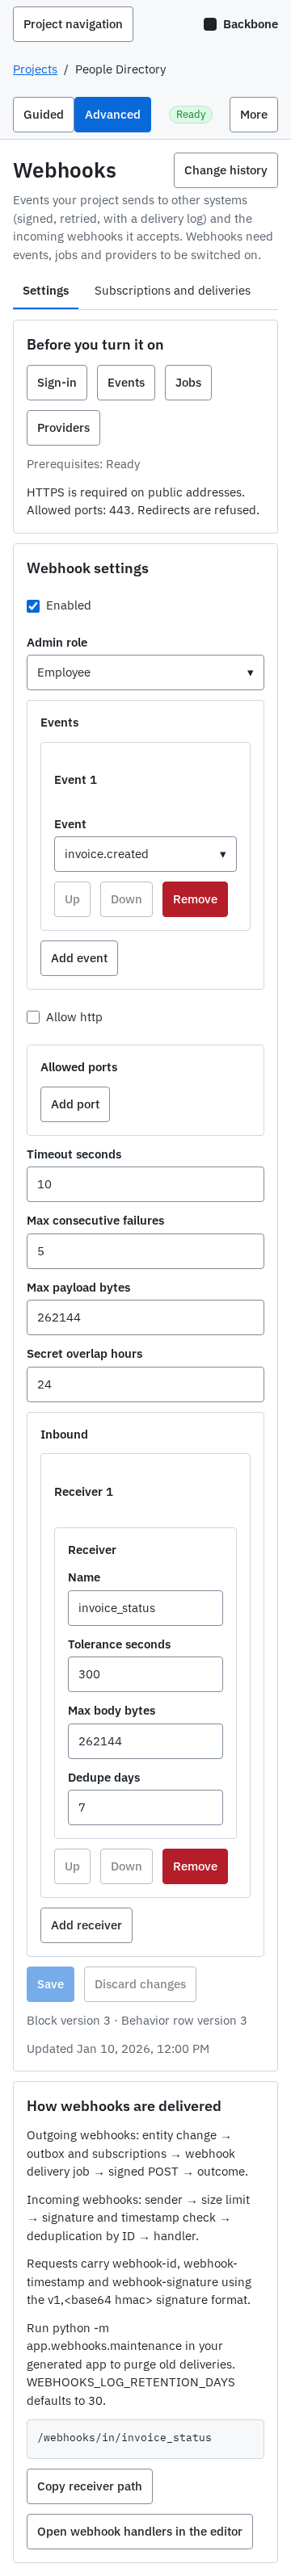 Project navigation
Backbone
Projects / People Directory
Guided
Advanced
Ready
More
Webhooks
Change history
Events your project sends to other systems
(signed, retried, with a delivery log) and the
incoming webhooks it accepts. Webhooks need
events, jobs and providers to be switched on.
Settings
Subscriptions and deliveries
Before you turn it on
Sign-in
Events
Jobs
Providers
Prerequisites: Ready
HTTPS is required on public addresses.
Allowed ports: 443. Redirects are refused.
Webhook settings
Enabled
Admin role
Employee
Events
Event 1
Event
invoice.created
Up
Down
Remove
Add event
Allow http
Allowed ports
Add port
Timeout seconds
10
Max consecutive failures
5
Max payload bytes
262144
Secret overlap hours
24
Inbound
Receiver 1
Receiver
Name
invoice_status
Tolerance seconds
300
Max body bytes
262144
Dedupe days
7
Up
Down
Remove
Add receiver
Save
Discard changes
Block version 3 · Behavior row version 3
Updated Jan 10, 2026, 12:00 PM
How webhooks are delivered
Outgoing webhooks: entity change →
outbox and subscriptions → webhook
delivery job → signed POST → outcome.
Incoming webhooks: sender → size limit
→ signature and timestamp check →
deduplication by ID → handler.
Requests carry webhook-id, webhook-
timestamp and webhook-signature using
the v1,<base64 hmac> signature format.
Run python -m
app.webhooks.maintenance in your
generated app to purge old deliveries.
WEBHOOKS_LOG_RETENTION_DAYS
defaults to 30.
/webhooks/in/invoice_status
Copy receiver path
Open webhook handlers in the editor